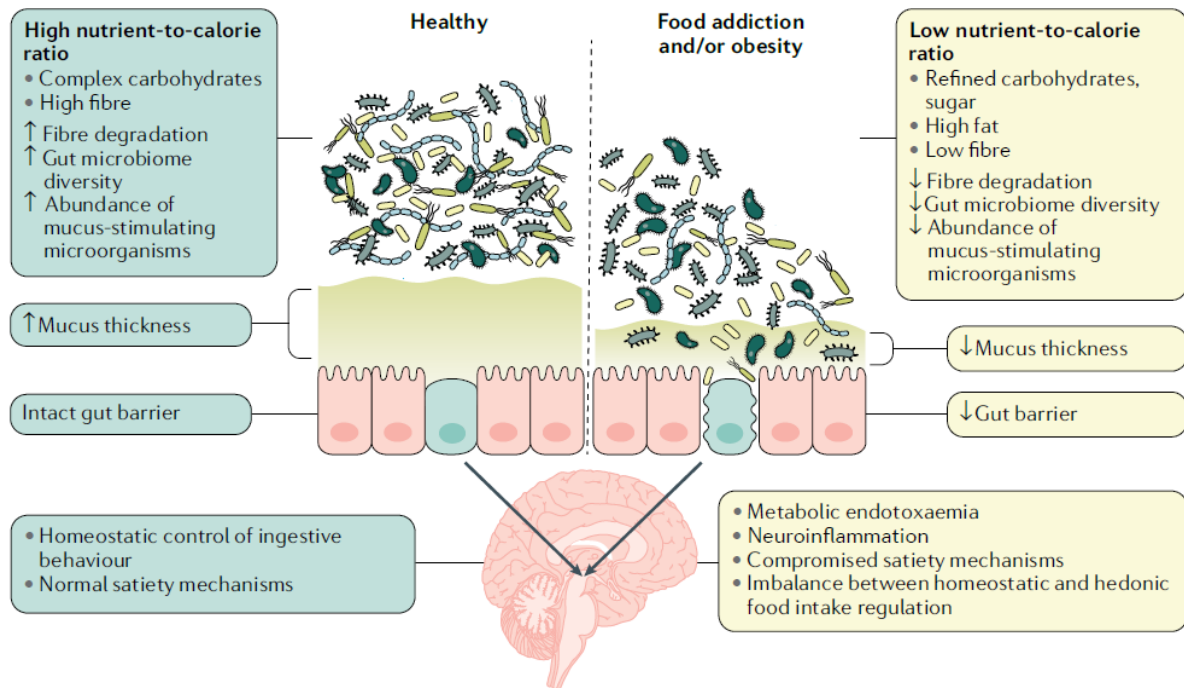 High nutrient-to-calorie
ratio
• Complex carbohydrates
• High fibre
↑ Fibre degradation
↑ Gut microbiome
diversity
↑ Abundance of
mucus-stimulating
microorganisms
Healthy
Food addiction
and/or obesity
Low nutrient-to-calorie
ratio
• Refined carbohydrates,
sugar
• High fat
• Low fibre
↓ Fibre degradation
↓ Gut microbiome diversity
↓ Abundance of
mucus-stimulating
microorganisms
↑ Mucus thickness
↓ Mucus thickness
Intact gut barrier
↓ Gut barrier
• Homeostatic control of ingestive
behaviour
• Normal satiety mechanisms
• Metabolic endotoxaemia
• Neuroinflammation
• Compromised satiety mechanisms
• Imbalance between homeostatic and hedonic
food intake regulation